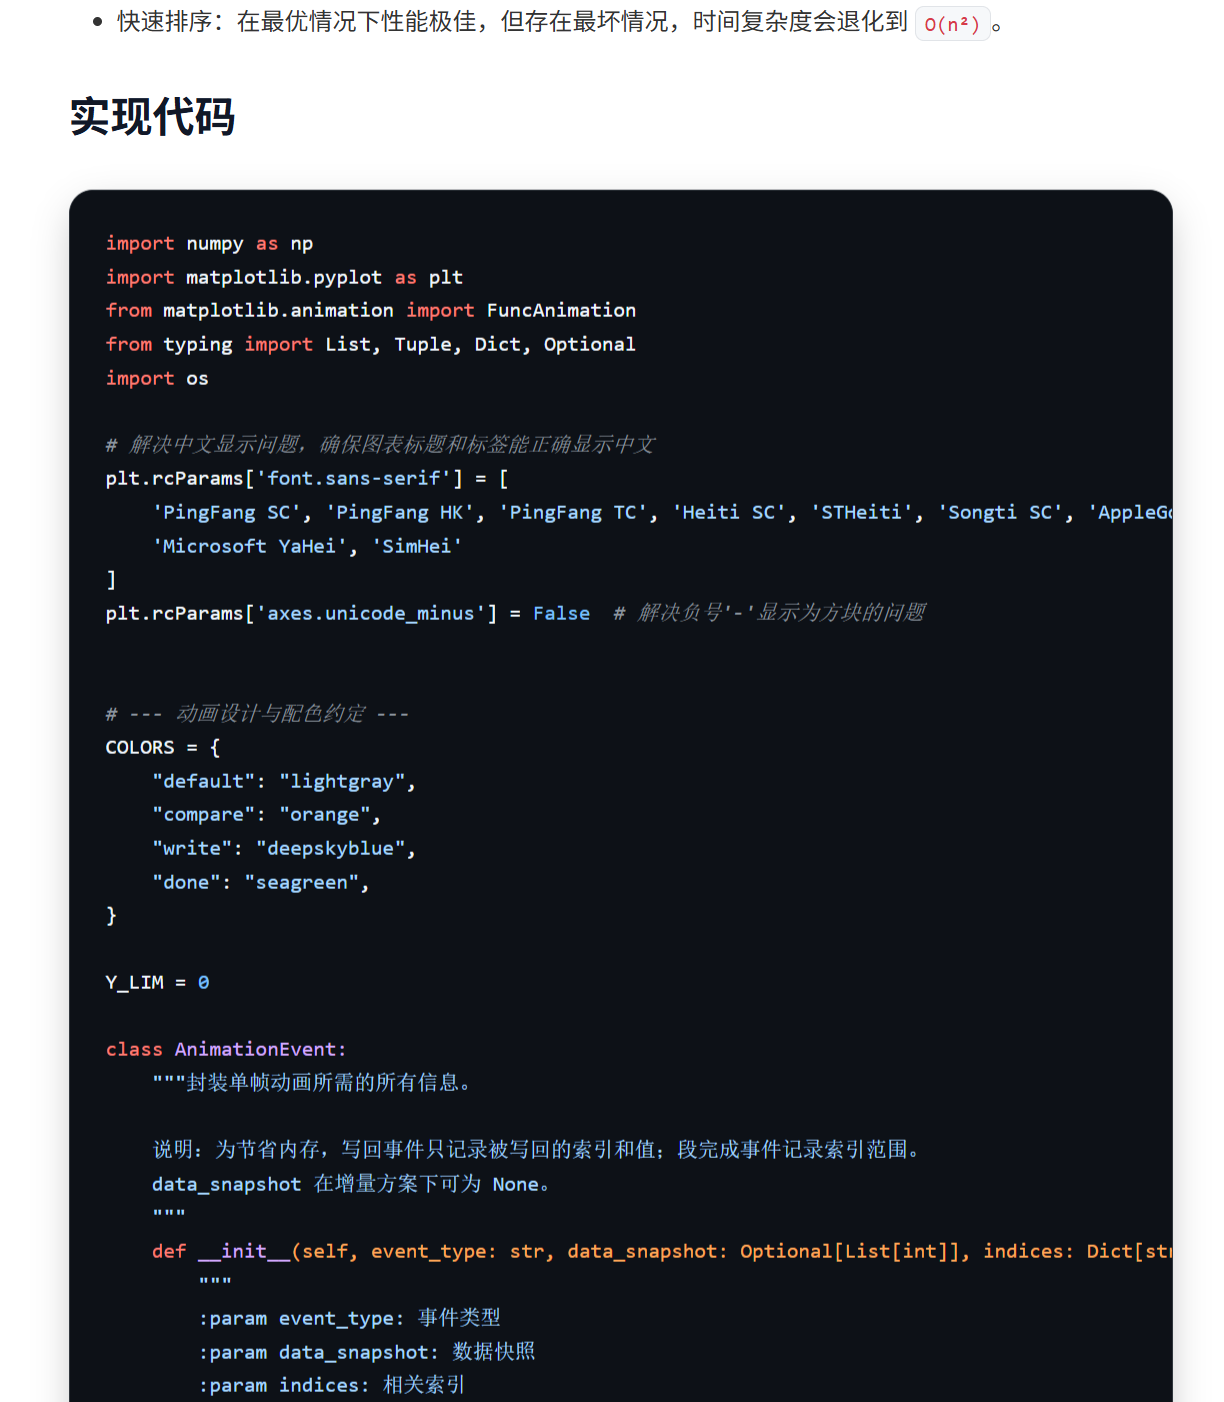 快速排序：在最优情况下性能极佳，但存在最坏情况，时间复杂度会退化到 O(n²)。
实现代码
import numpy as np
import matplotlib.pyplot as plt
from matplotlib.animation import FuncAnimation
from typing import List, Tuple, Dict, Optional
import os
# 解决中文显示问题，确保图表标题和标签能正确显示中文
plt.rcParams['font.sans-serif'] = [
    'PingFang SC', 'PingFang HK', 'PingFang TC', 'Heiti SC', 'STHeiti', 'Songti SC',
    'Microsoft YaHei', 'SimHei'
]
plt.rcParams['axes.unicode_minus'] = False  # 解决负号'-'显示为方块的问题
# --- 动画设计与配色约定 ---
COLORS = {
    "default": "lightgray",
    "compare": "orange",
    "write": "deepskyblue",
    "done": "seagreen",
}
Y_LIM = 0
class AnimationEvent:
    """封装单帧动画所需的所有信息。
    说明：为节省内存，写回事件只记录被写回的索引和值；段完成事件记录索引范围。
    data_snapshot 在增量方案下可为 None。
    """
    def __init__(self, event_type: str, data_snapshot: Optional[List[int]], indices: Dict[
        """
        :param event_type: 事件类型
        :param data_snapshot: 数据快照
        :param indices: 相关索引